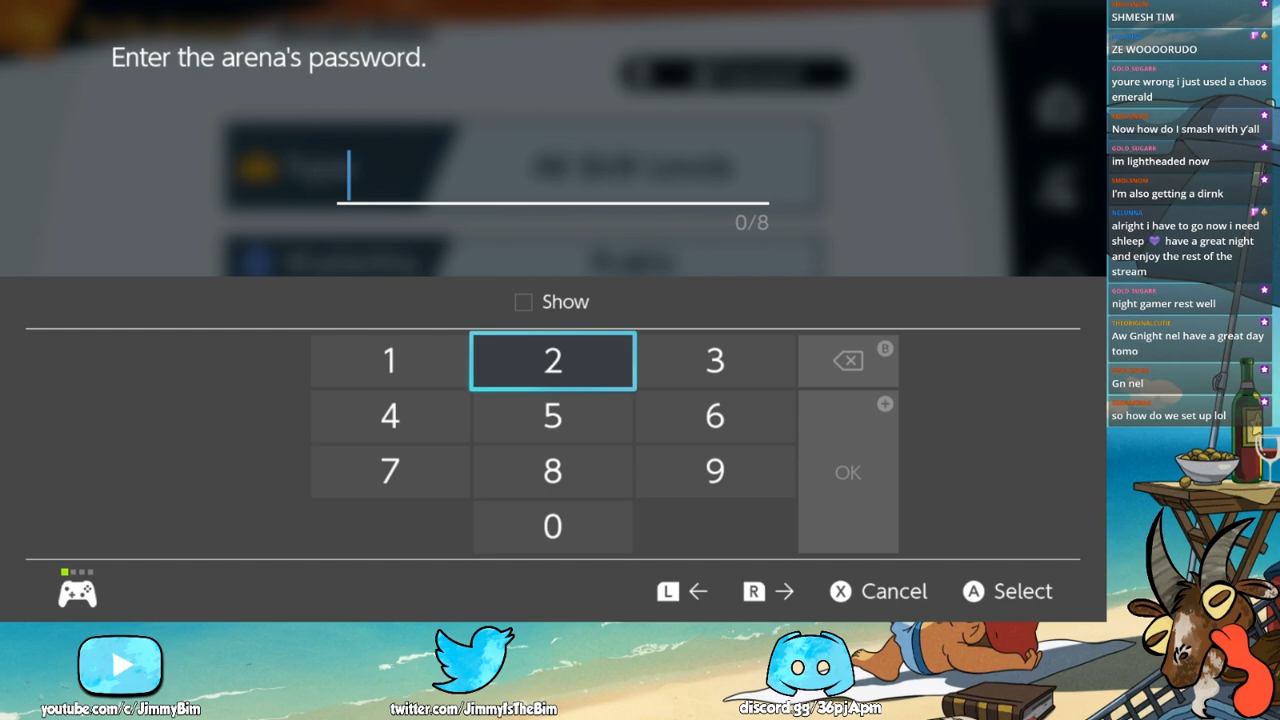 Enter the arena's password.
0/8
Show
1 2 3 B
4 5 6 +
7 8 9 OK
0
L ← R → X Cancel A Select
SHMESH TIM
ZE WOOOORUDO
GOLD_SUGARR
youre wrong i just used a chaos
emerald
Now how do I smash with y'all
GOLD_SUGARR
im lightheaded now
SMOLSNOM
I'm also getting a dirnk
NELUNNA
alright i have to go now i need
shleep 💜 have a great night
and enjoy the rest of the
stream
GOLD_SUGARR
night gamer rest well
THEORIGINALCUTIE
Aw Gnight nel have a great day
tomo
Gn nel
so how do we set up lol
youtube.com/c/JimmyBim
twitter.com/JimmyIsTheBim
discord.gg/36pjApm